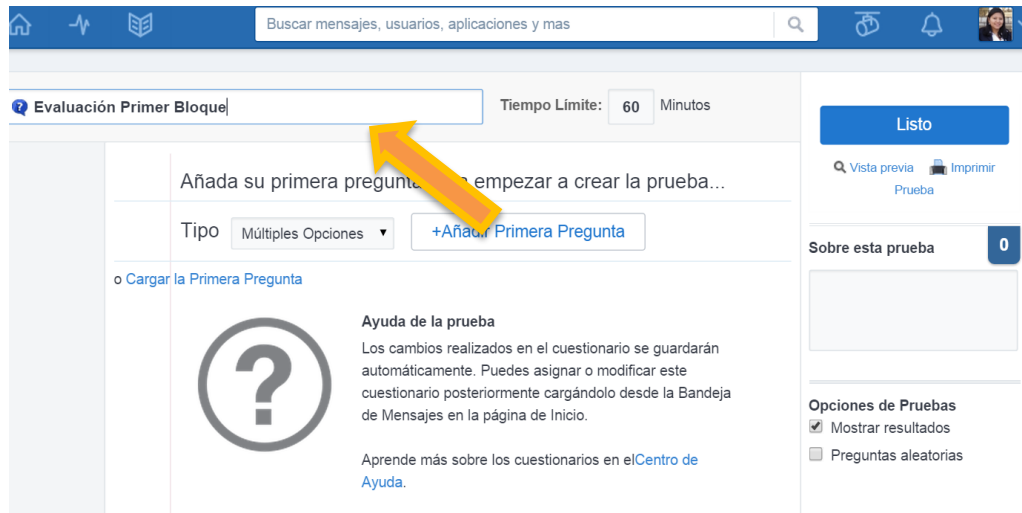 Buscar mensajes, usuarios, aplicaciones y mas
Evaluación Primer Bloque
Tiempo Límite: 60 Minutos
Listo
Vista previa Imprimir
Prueba
Añada su primera pregunta empezar a crear la prueba...
Tipo Múltiples Opciones +Añadir Primera Pregunta
Sobre esta prueba 0
o Cargar la Primera Pregunta
Ayuda de la prueba
Los cambios realizados en el cuestionario se guardarán
automáticamente. Puedes asignar o modificar este
cuestionario posteriormente cargándolo desde la Bandeja
de Mensajes en la página de Inicio.
Aprende más sobre los cuestionarios en elCentro de
Ayuda.
Opciones de Pruebas
Mostrar resultados
Preguntas aleatorias